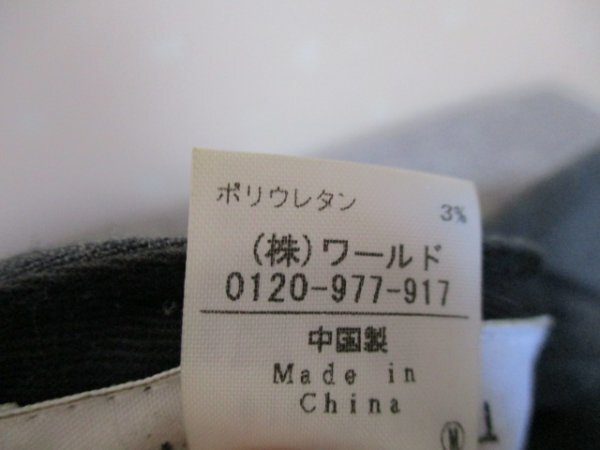 ポリウレタン 3%
(株)ワールド
0120-977-917
中国製
Made in
China
M 1